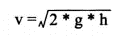 v = √2 * g * h